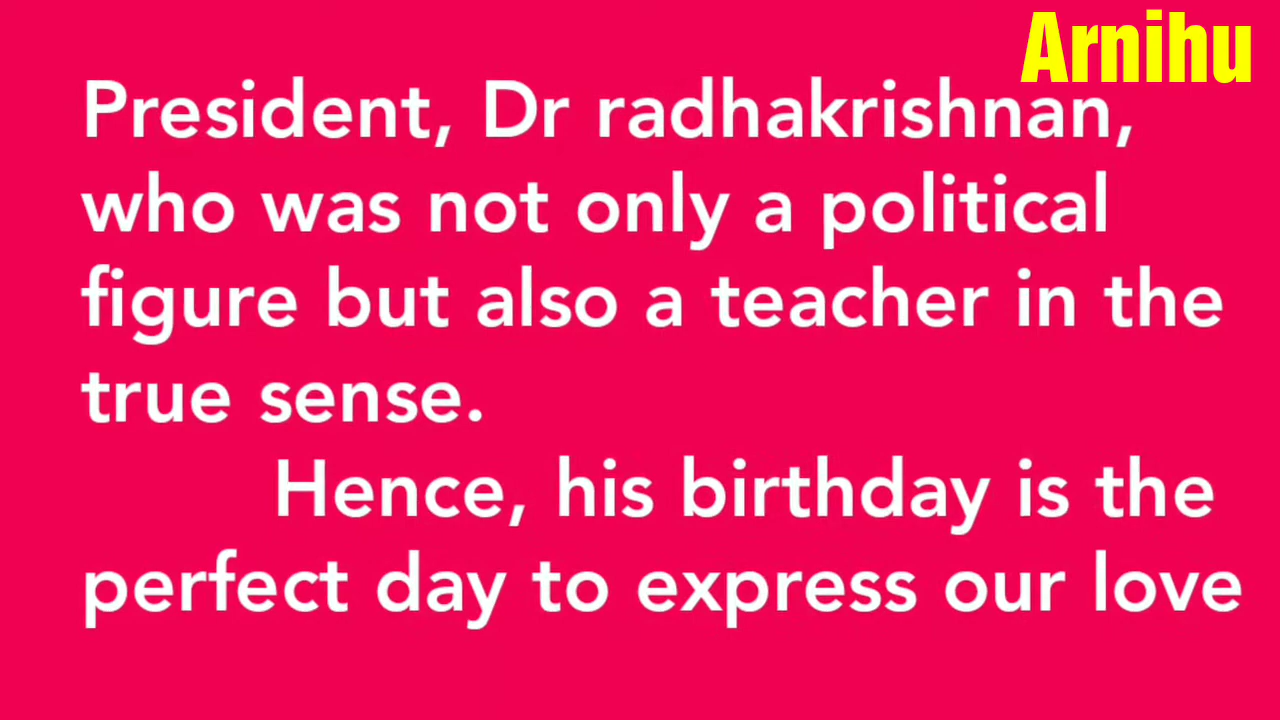 Arnihu
President, Dr radhakrishnan,
who was not only a political
figure but also a teacher in the
true sense.
Hence, his birthday is the
perfect day to express our love